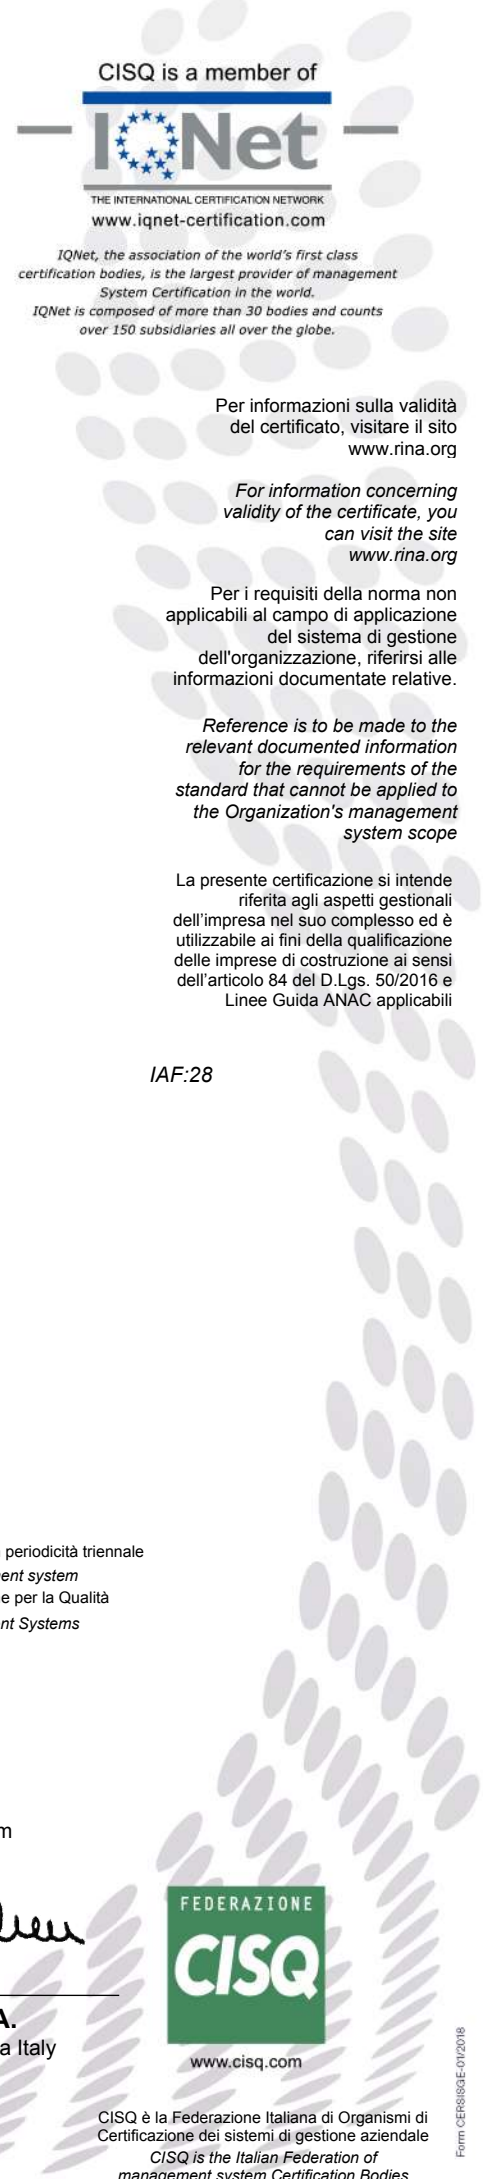 CISQ is a member of
IQNet
THE INTERNATIONAL CERTIFICATION NETWORK
www.iqnet-certification.com
IQNet, the association of the world's first class
certification bodies, is the largest provider of management
System Certification in the world.
IQNet is composed of more than 30 bodies and counts
over 150 subsidiaries all over the globe.
Per informazioni sulla validità
del certificato, visitare il sito
www.rina.org
For information concerning
validity of the certificate, you
can visit the site
www.rina.org
Per i requisiti della norma non
applicabili al campo di applicazione
del sistema di gestione
dell'organizzazione, riferirsi alle
informazioni documentate relative.
Reference is to be made to the
relevant documented information
for the requirements of the
standard that cannot be applied to
the Organization's management
system scope
La presente certificazione si intende
riferita agli aspetti gestionali
dell'impresa nel suo complesso ed è
utilizzabile ai fini della qualificazione
delle imprese di costruzione ai sensi
dell'articolo 84 del D.Lgs. 50/2016 e
Linee Guida ANAC applicabili
IAF:28
periodicità triennale
ent system
e per la Qualità
nt Systems
m
A.
a Italy
FEDERAZIONE
CISQ
www.cisq.com
Form CERSISGE-01/2018
CISQ è la Federazione Italiana di Organismi di
Certificazione dei sistemi di gestione aziendale
CISQ is the Italian Federation of
management system Certification Bodies